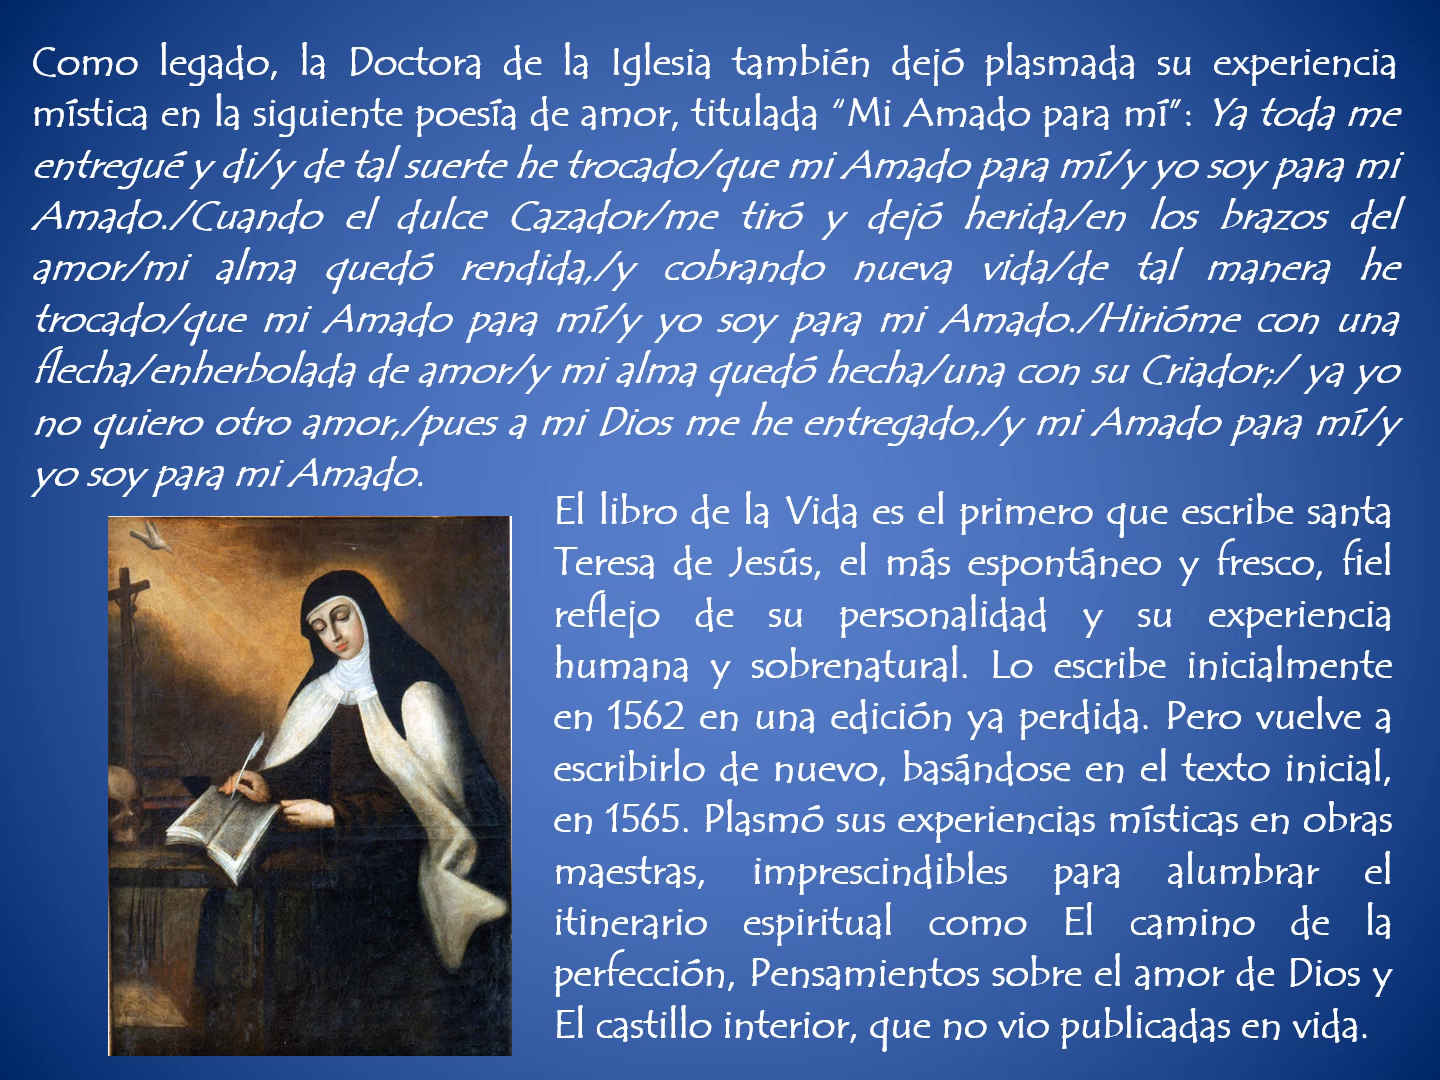 Como legado, la Doctora de la Iglesia también dejó plasmada su experiencia
mística en la siguiente poesía de amor, titulada “Mi Amado para mí”: Ya toda me
entregué y di/y de tal suerte he trocado/que mi Amado para mí/y yo soy para mi
Amado./Cuando el dulce Cazador/me tiró y dejó herida/en los brazos del
amor/mi alma quedó rendida,/y cobrando nueva vida/de tal manera he
trocado/que mi Amado para mí/y yo soy para mi Amado./Hirióme con una
flecha/enherbolada de amor/y mi alma quedó hecha/una con su Criador;/ ya yo
no quiero otro amor,/pues a mi Dios me he entregado,/y mi Amado para mí/y
yo soy para mi Amado.
El libro de la Vida es el primero que escribe santa
Teresa de Jesús, el más espontáneo y fresco, fiel
reflejo de su personalidad y su experiencia
humana y sobrenatural. Lo escribe inicialmente
en 1562 en una edición ya perdida. Pero vuelve a
escribirlo de nuevo, basándose en el texto inicial,
en 1565. Plasmó sus experiencias místicas en obras
maestras, imprescindibles para alumbrar el
itinerario espiritual como El camino de la
perfección, Pensamientos sobre el amor de Dios y
El castillo interior, que no vio publicadas en vida.